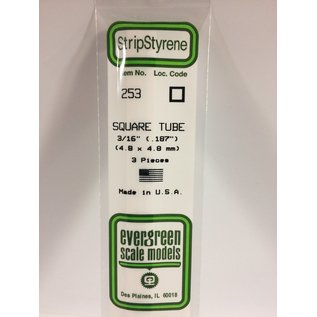 StripStyrene
Item No. Loc. Code
253
SQUARE TUBE
3/16" (.187")
(4.8 x 4.8 mm)
3 Pieces
Made in U.S.A.
evergreen
scale models
Des Plaines, IL 60018